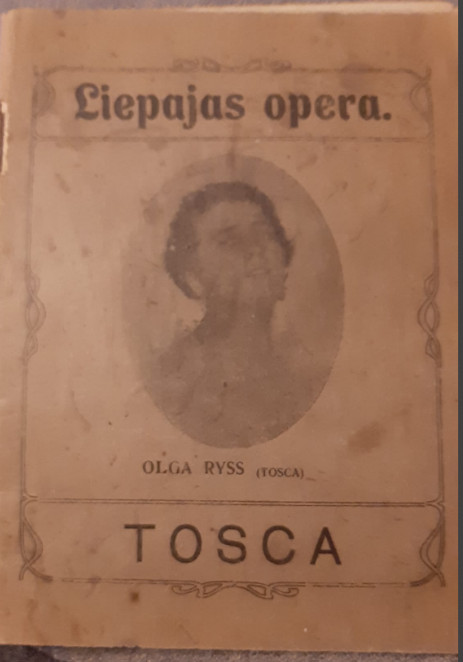 Liepajas opera.
OLGA RYSS (TOSCA)
TOSCA